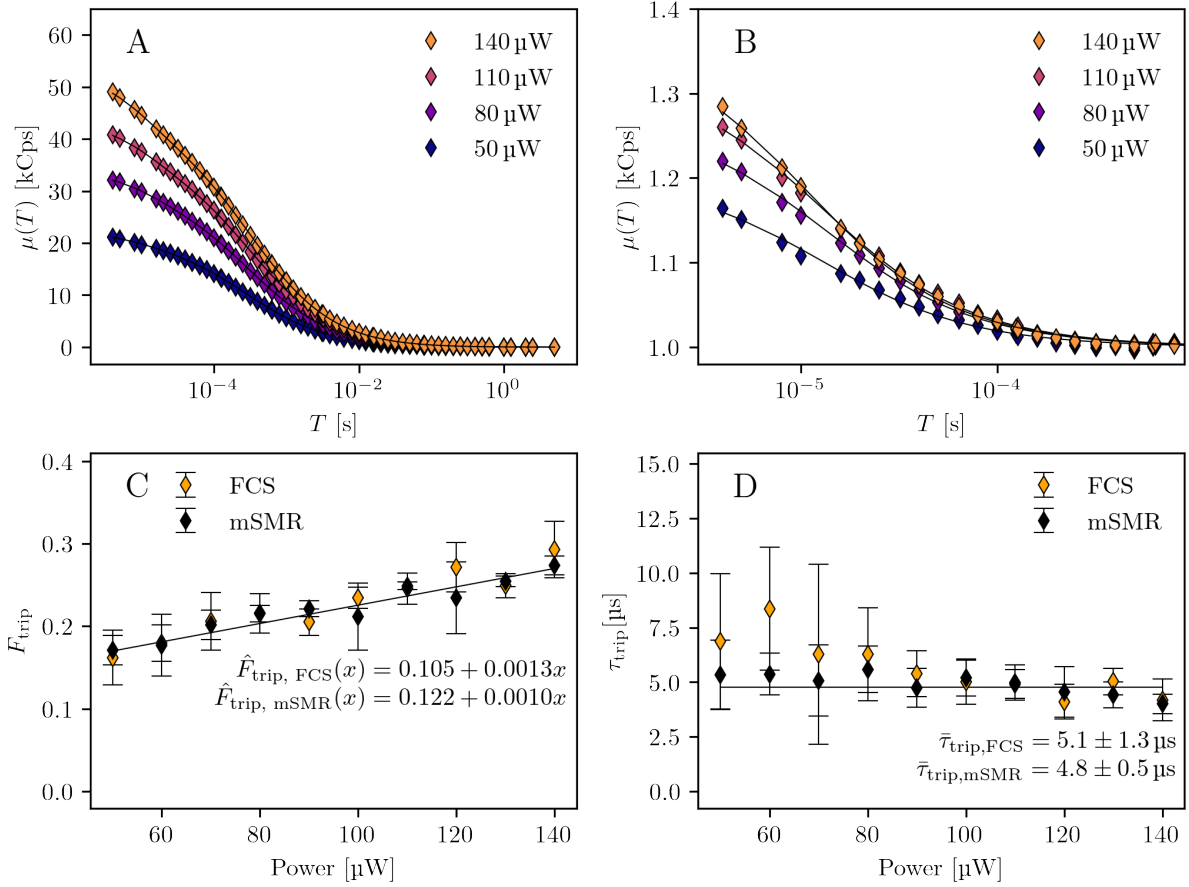 A
140 µW
110 µW
80 µW
50 µW
60
50
40
30
20
10
0
µ(T) [kCps]
10⁻⁴
10⁻²
10⁰
T [s]
B
140 µW
110 µW
80 µW
50 µW
1.4
1.3
1.2
1.1
1.0
µ(T) [kCps]
10⁻⁵
10⁻⁴
T [s]
C
FCS
mSMR
0.4
0.3
0.2
0.1
0.0
F_trip
F̂_trip, FCS(x) = 0.105 + 0.0013x
F̂_trip, mSMR(x) = 0.122 + 0.0010x
60
80
100
120
140
Power [µW]
D
FCS
mSMR
15.0
12.5
10.0
7.5
5.0
2.5
0.0
τ_trip[µs]
τ̄_trip,FCS = 5.1 ± 1.3 µs
τ̄_trip,mSMR = 4.8 ± 0.5 µs
60
80
100
120
140
Power [µW]